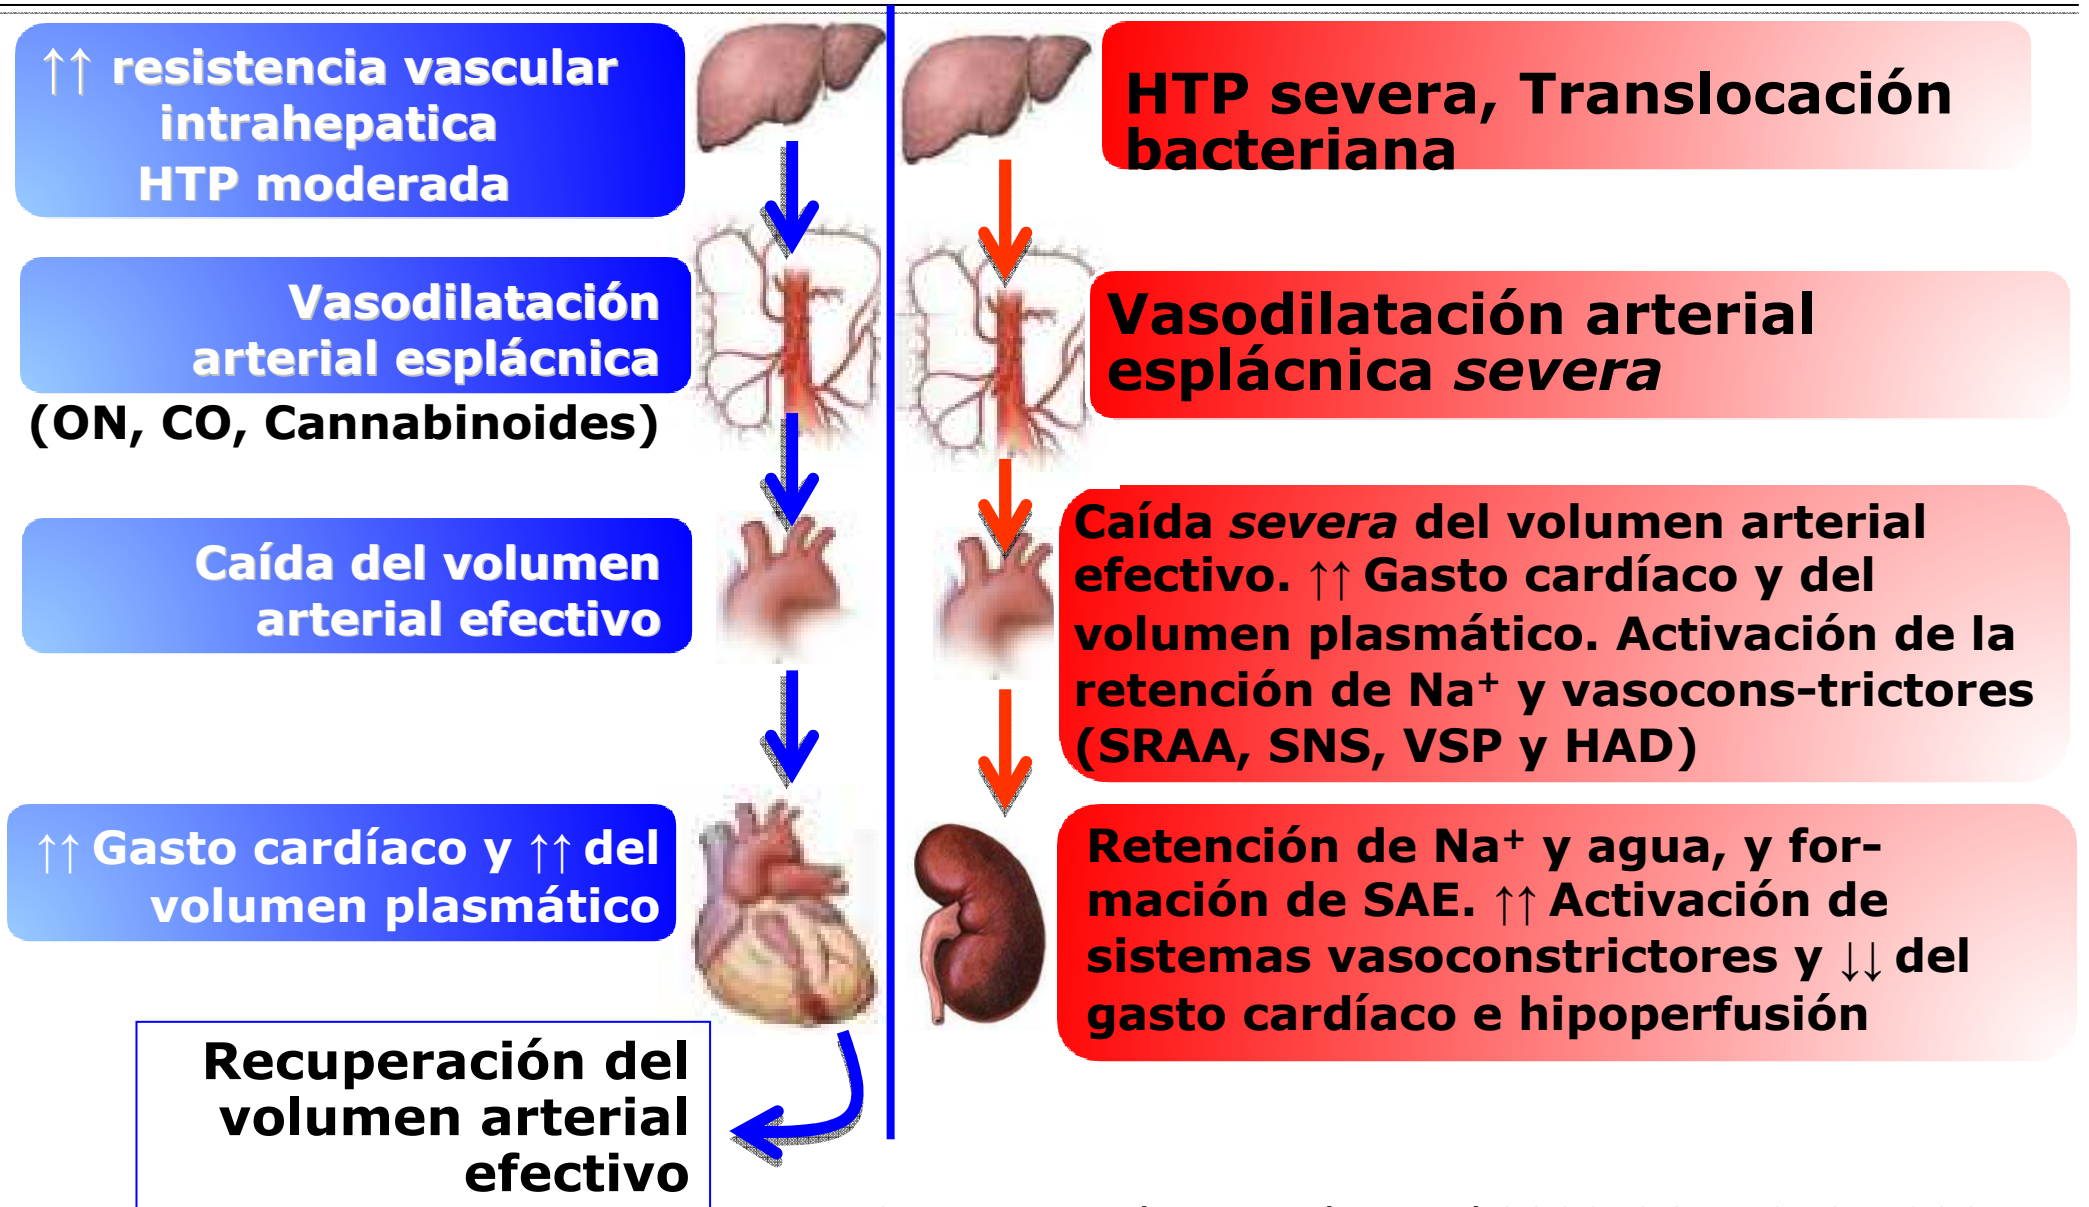 ↑↑ resistencia vascular
intrahepatica
HTP moderada
Vasodilatación
arterial esplácnica
(ON, CO, Cannabinoides)
Caída del volumen
arterial efectivo
↑↑ Gasto cardíaco y ↑↑ del
volumen plasmático
Recuperación del
volumen arterial
efectivo
HTP severa, Translocación
bacteriana
Vasodilatación arterial
esplácnica severa
Caída severa del volumen arterial
efectivo. ↑↑ Gasto cardíaco y del
volumen plasmático. Activación de la
retención de Na⁺ y vasocons-trictores
(SRAA, SNS, VSP y HAD)
Retención de Na⁺ y agua, y for-
mación de SAE. ↑↑ Activación de
sistemas vasoconstrictores y ↓↓ del
gasto cardíaco e hipoperfusión